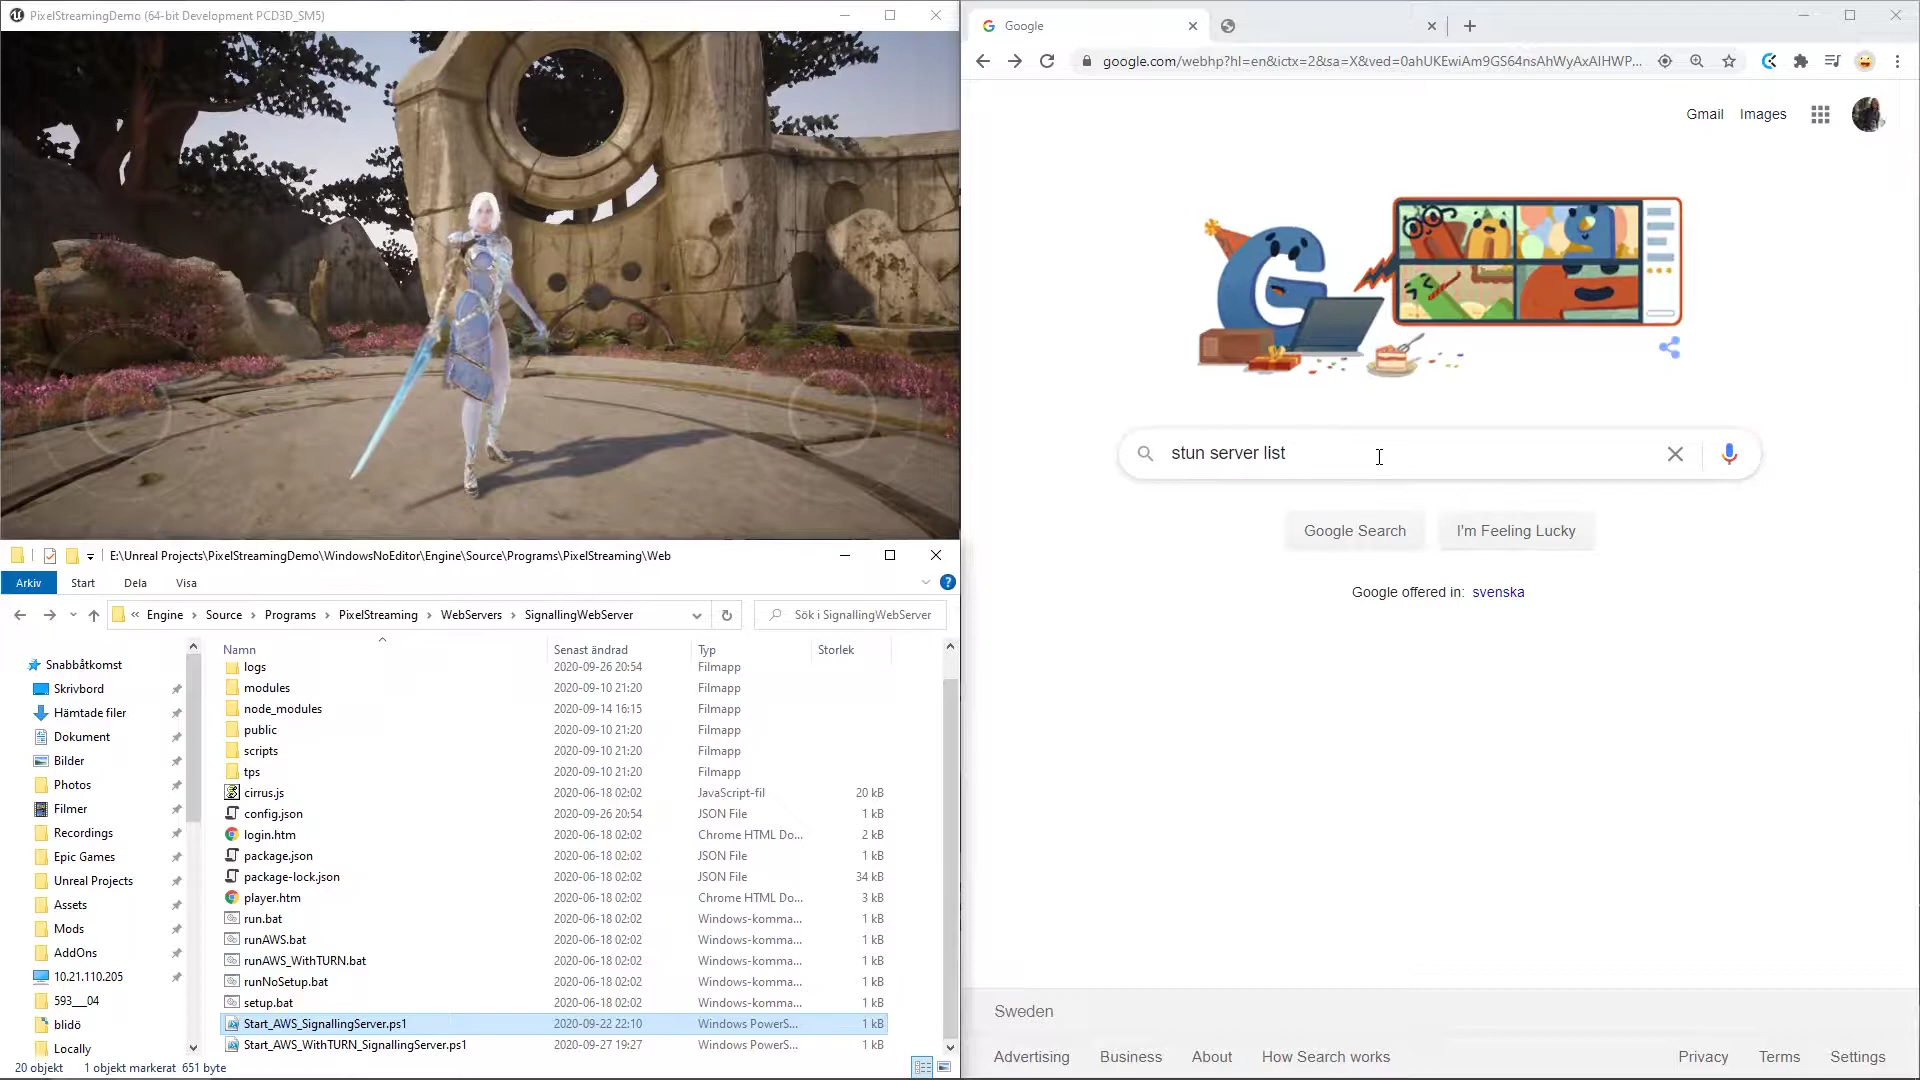 PixelStreamingDemo (64-bit Development PCD3D_SM5)
Google
google.com/webhp?hl=en&ictx=2&sa=X&ved=0ahUKEwiAm9GS64nsAhWyAxAIHWP...
Gmail Images
stun server list
Google Search I'm Feeling Lucky
Google offered in: svenska
Sweden
Advertising Business About How Search works Privacy Terms Settings
E:\Unreal Projects\PixelStreamingDemo\WindowsNoEditor\Engine\Source\Programs\PixelStreaming\Web
Arkiv Start Dela Visa
« Engine › Source › Programs › PixelStreaming › WebServers › SignallingWebServer
Sök i SignallingWebServer
Snabbåtkomst
Skrivbord
Hämtade filer
Dokument
Bilder
Photos
Filmer
Recordings
Epic Games
Unreal Projects
Assets
Mods
AddOns
10.21.110.205
593___04
blidö
Locally
Namn Senast ändrad Typ Storlek
logs 2020-09-26 20:54 Filmapp
modules 2020-09-10 21:20 Filmapp
node_modules 2020-09-14 16:15 Filmapp
public 2020-09-10 21:20 Filmapp
scripts 2020-09-10 21:20 Filmapp
tps 2020-09-10 21:20 Filmapp
cirrus.js 2020-06-18 02:02 JavaScript-fil 20 kB
config.json 2020-09-26 20:54 JSON File 1 kB
login.htm 2020-06-18 02:02 Chrome HTML Do... 2 kB
package.json 2020-06-18 02:02 JSON File 1 kB
package-lock.json 2020-06-18 02:02 JSON File 34 kB
player.htm 2020-06-18 02:02 Chrome HTML Do... 3 kB
run.bat 2020-06-18 02:02 Windows-komma... 1 kB
runAWS.bat 2020-06-18 02:02 Windows-komma... 1 kB
runAWS_WithTURN.bat 2020-06-18 02:02 Windows-komma... 1 kB
runNoSetup.bat 2020-06-18 02:02 Windows-komma... 1 kB
setup.bat 2020-06-18 02:02 Windows-komma... 1 kB
Start_AWS_SignallingServer.ps1 2020-09-22 22:10 Windows PowerS... 1 kB
Start_AWS_WithTURN_SignallingServer.ps1 2020-09-27 19:27 Windows PowerS... 1 kB
20 objekt 1 objekt markerat 651 byte